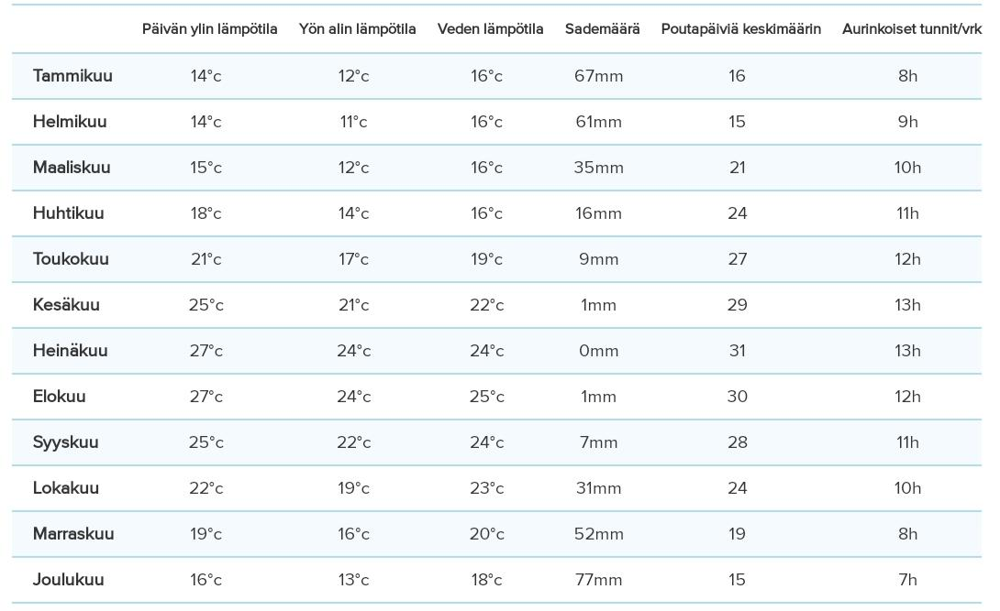 Päivän ylin lämpötila Yön alin lämpötila Veden lämpötila Sademäärä Poutapäiviä keskimäärin Aurinkoiset tunnit/vrk
Tammikuu 14°c 12°c 16°c 67mm 16 8h
Helmikuu 14°c 11°c 16°c 61mm 15 9h
Maaliskuu 15°c 12°c 16°c 35mm 21 10h
Huhtikuu 18°c 14°c 16°c 16mm 24 11h
Toukokuu 21°c 17°c 19°c 9mm 27 12h
Kesäkuu 25°c 21°c 22°c 1mm 29 13h
Heinäkuu 27°c 24°c 24°c 0mm 31 13h
Elokuu 27°c 24°c 25°c 1mm 30 12h
Syyskuu 25°c 22°c 24°c 7mm 28 11h
Lokakuu 22°c 19°c 23°c 31mm 24 10h
Marraskuu 19°c 16°c 20°c 52mm 19 8h
Joulukuu 16°c 13°c 18°c 77mm 15 7h